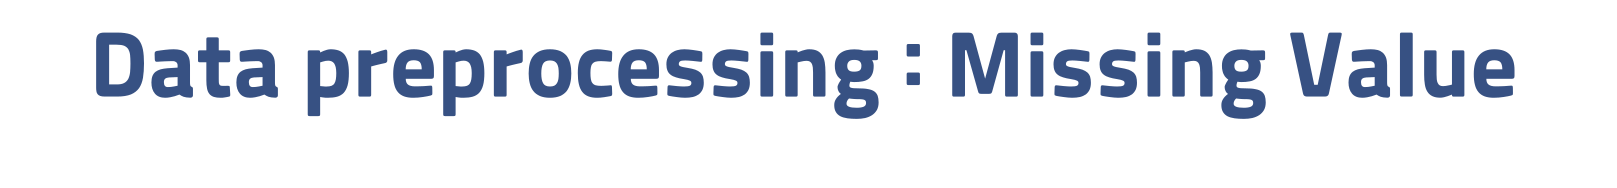 Data preprocessing : Missing Value